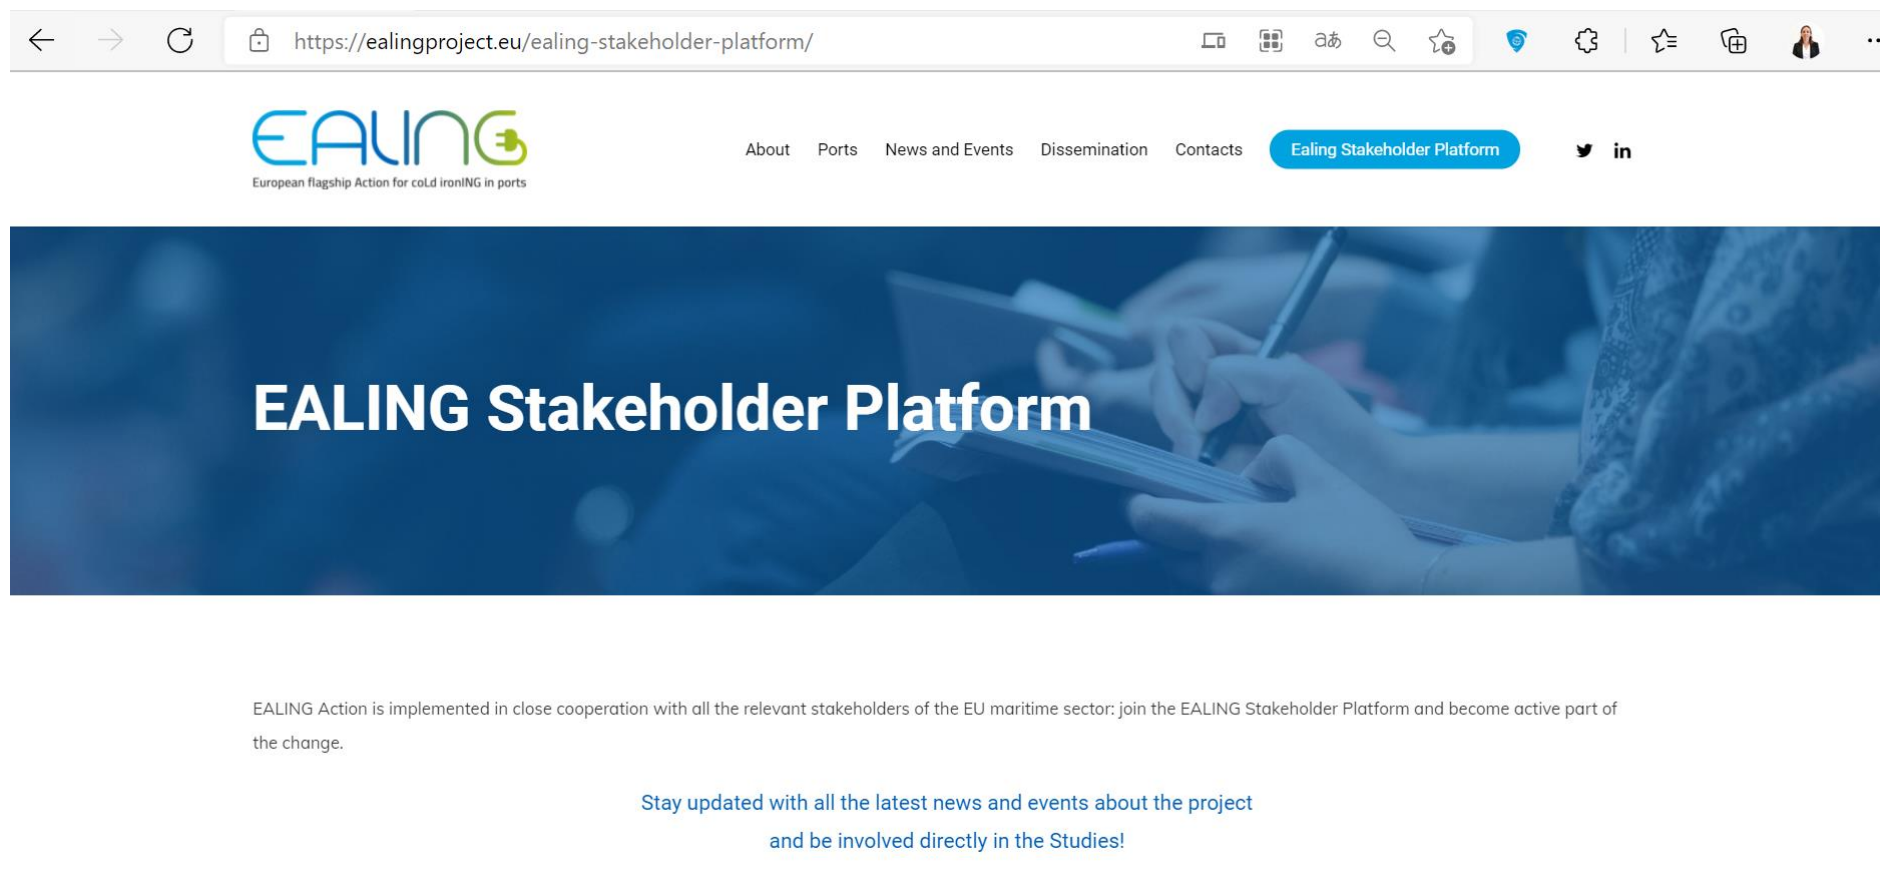 https://ealingproject.eu/ealing-stakeholder-platform/
aあ
EALING
European flagship Action for coLd ironING in ports
About Ports News and Events Dissemination Contacts Ealing Stakeholder Platform in
EALING Stakeholder Platform
EALING Action is implemented in close cooperation with all the relevant stakeholders of the EU maritime sector: join the EALING Stakeholder Platform and become active part of
the change.
Stay updated with all the latest news and events about the project
and be involved directly in the Studies!